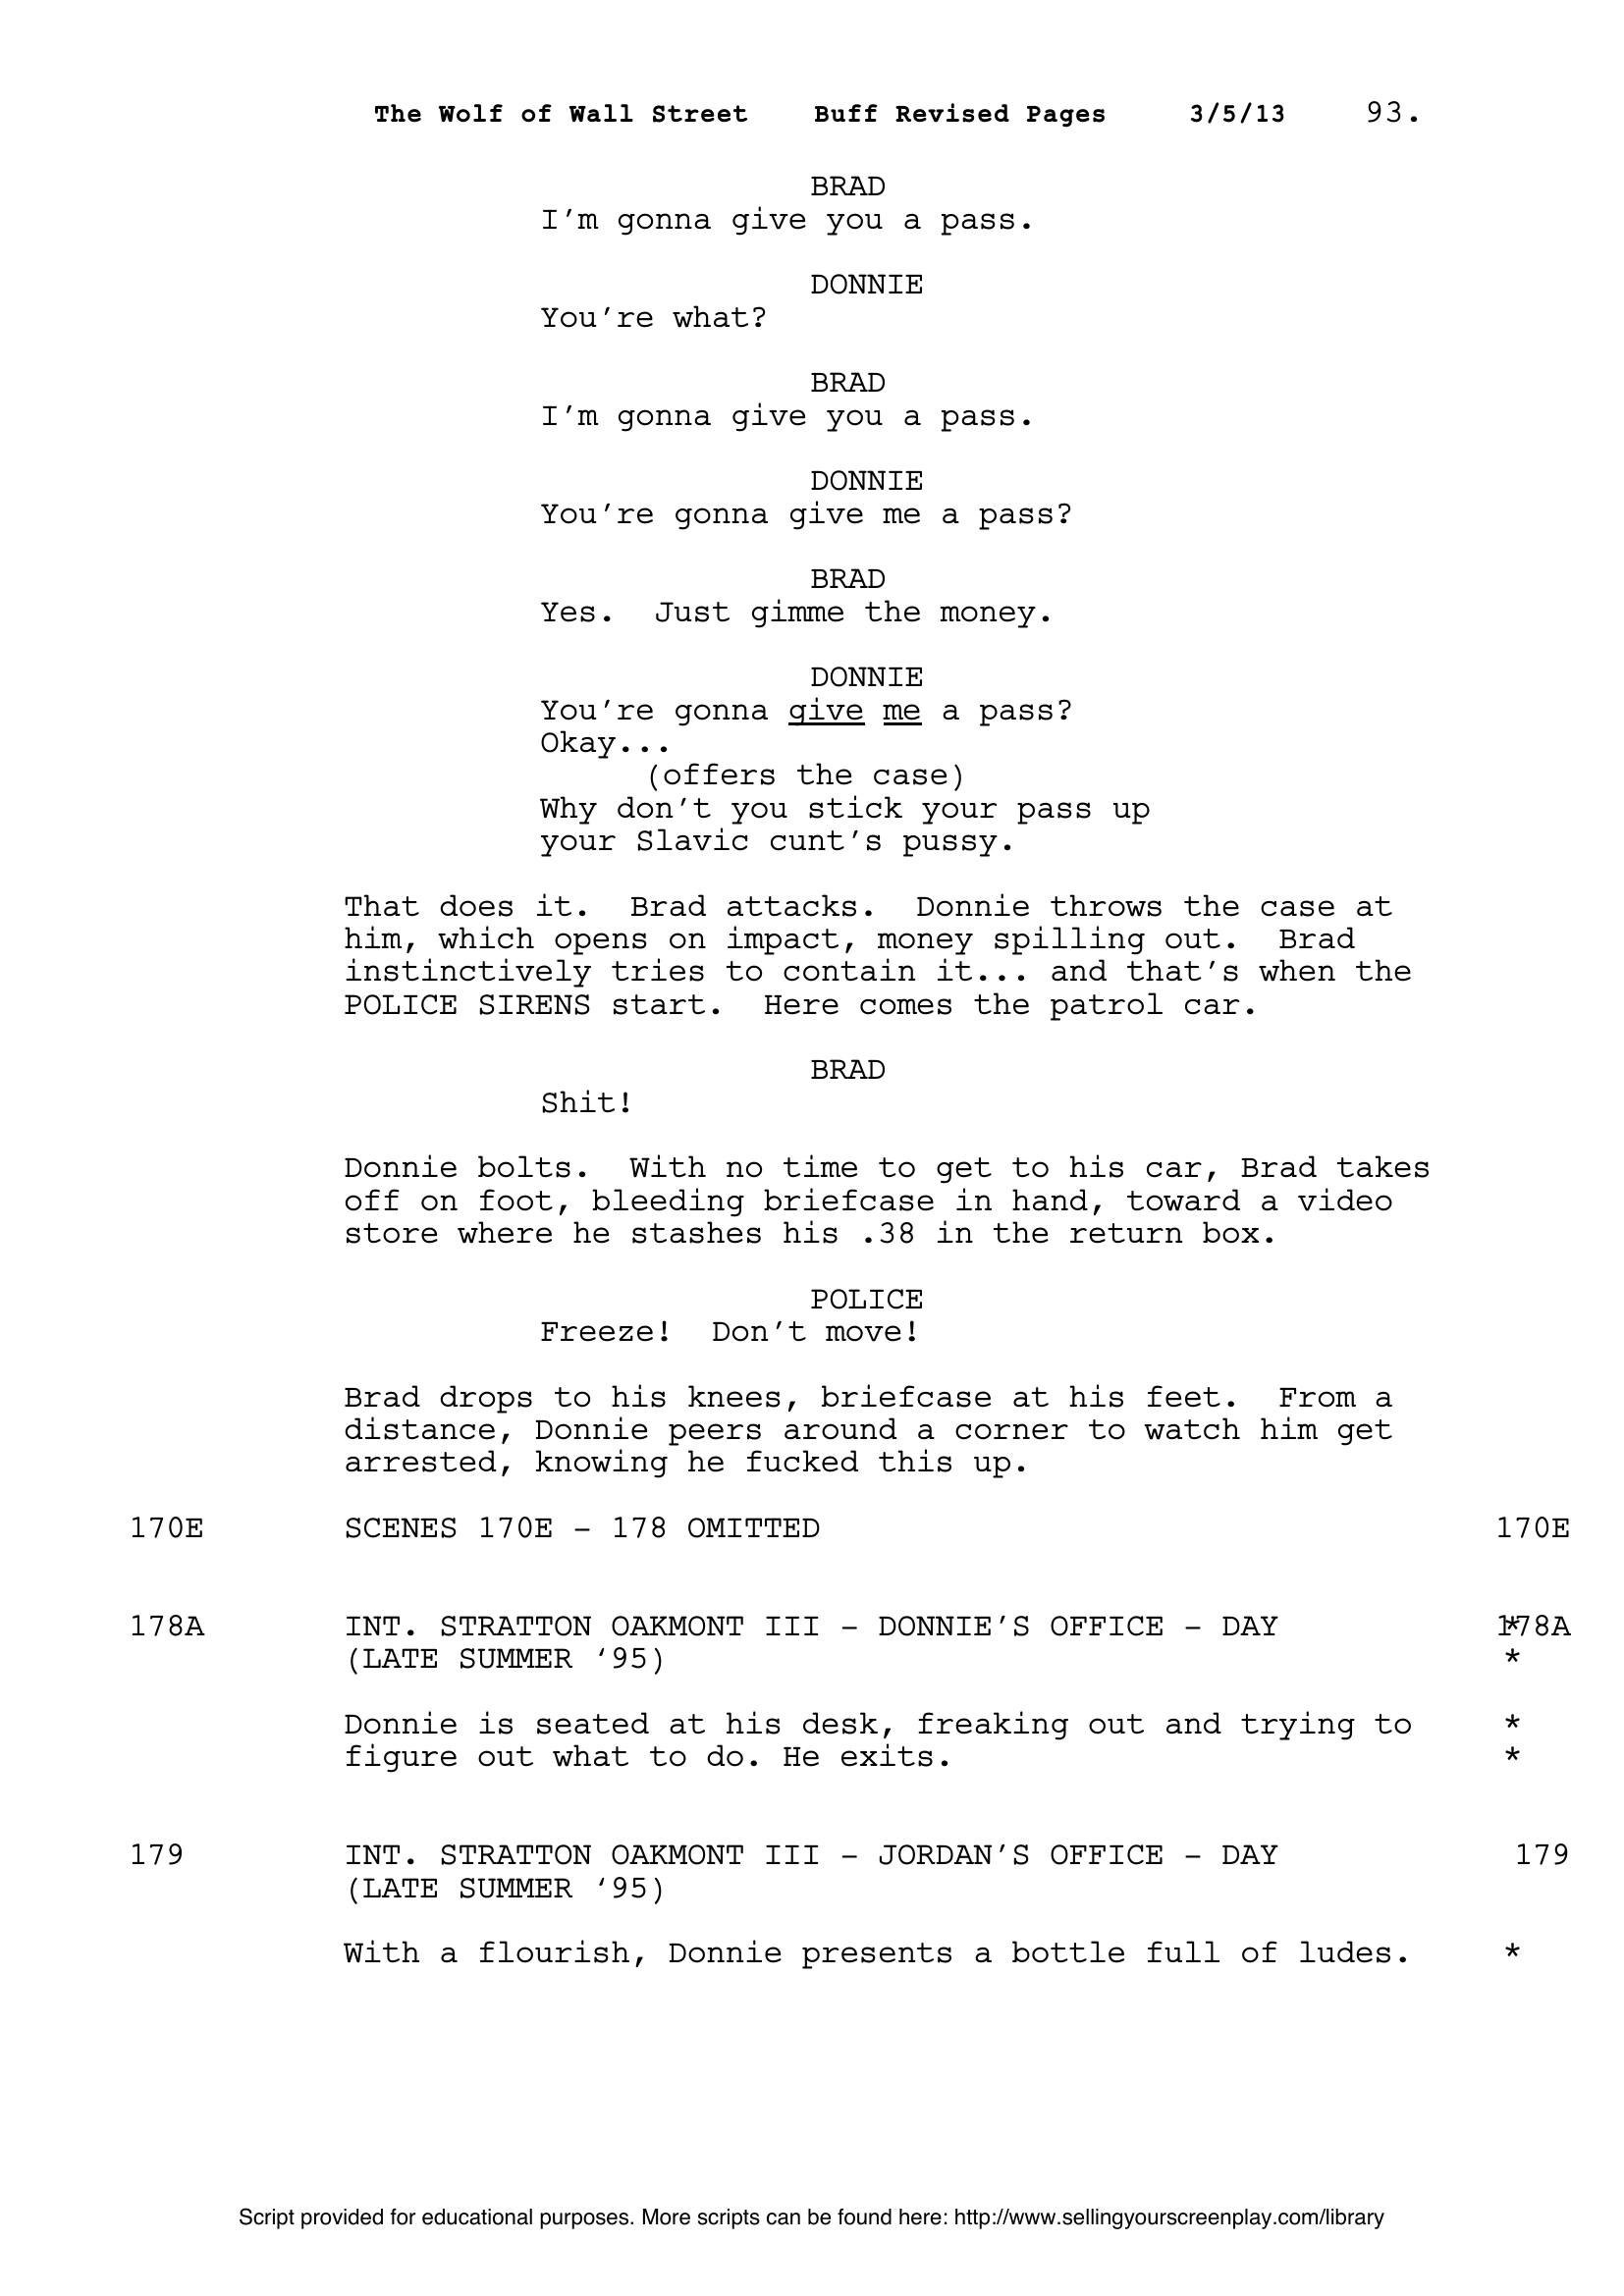 The Wolf of Wall Street    Buff Revised Pages    3/5/13    93.
BRAD
I'm gonna give you a pass.
DONNIE
You're what?
BRAD
I'm gonna give you a pass.
DONNIE
You're gonna give me a pass?
BRAD
Yes.  Just gimme the money.
DONNIE
You're gonna give me a pass?
Okay...
(offers the case)
Why don't you stick your pass up
your Slavic cunt's pussy.
That does it.  Brad attacks.  Donnie throws the case at
him, which opens on impact, money spilling out.  Brad
instinctively tries to contain it... and that's when the
POLICE SIRENS start.  Here comes the patrol car.
BRAD
Shit!
Donnie bolts.  With no time to get to his car, Brad takes
off on foot, bleeding briefcase in hand, toward a video
store where he stashes his .38 in the return box.
POLICE
Freeze!  Don't move!
Brad drops to his knees, briefcase at his feet.  From a
distance, Donnie peers around a corner to watch him get
arrested, knowing he fucked this up.
170E    SCENES 170E - 178 OMITTED    170E
178A    INT. STRATTON OAKMONT III - DONNIE'S OFFICE - DAY    178A *
(LATE SUMMER ‘95)    *
Donnie is seated at his desk, freaking out and trying to    *
figure out what to do. He exits.    *
179    INT. STRATTON OAKMONT III - JORDAN'S OFFICE - DAY    179
(LATE SUMMER ‘95)
With a flourish, Donnie presents a bottle full of ludes.    *
Script provided for educational purposes. More scripts can be found here: http://www.sellingyourscreenplay.com/library